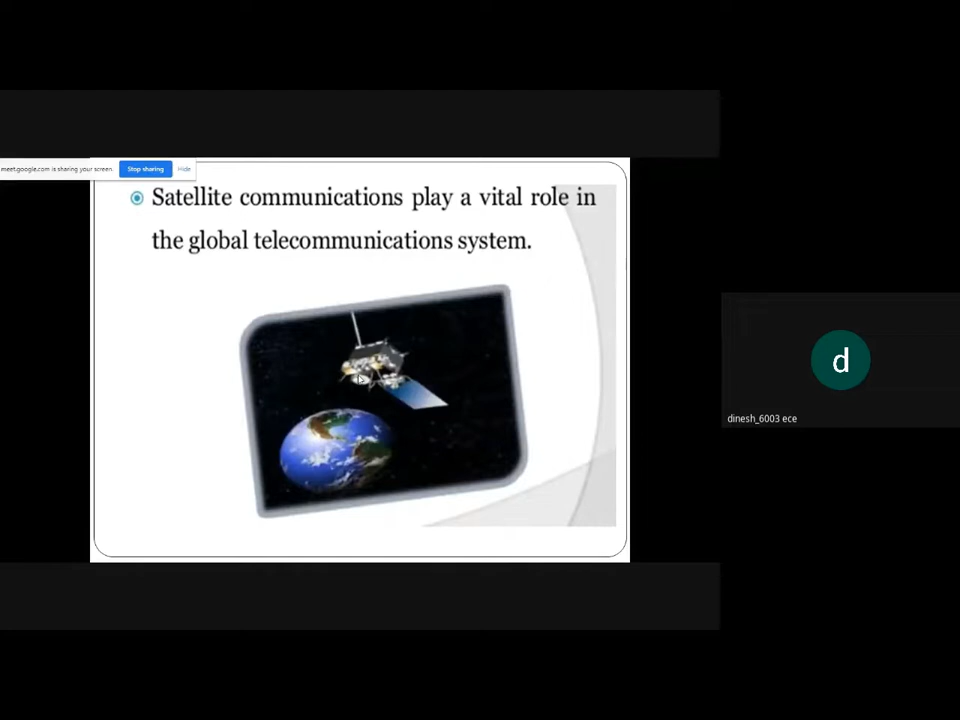 meet.google.com is sharing your screen.
Stop sharing
Hide
Satellite communications play a vital role in
the global telecommunications system.
d
dinesh_6003 ece